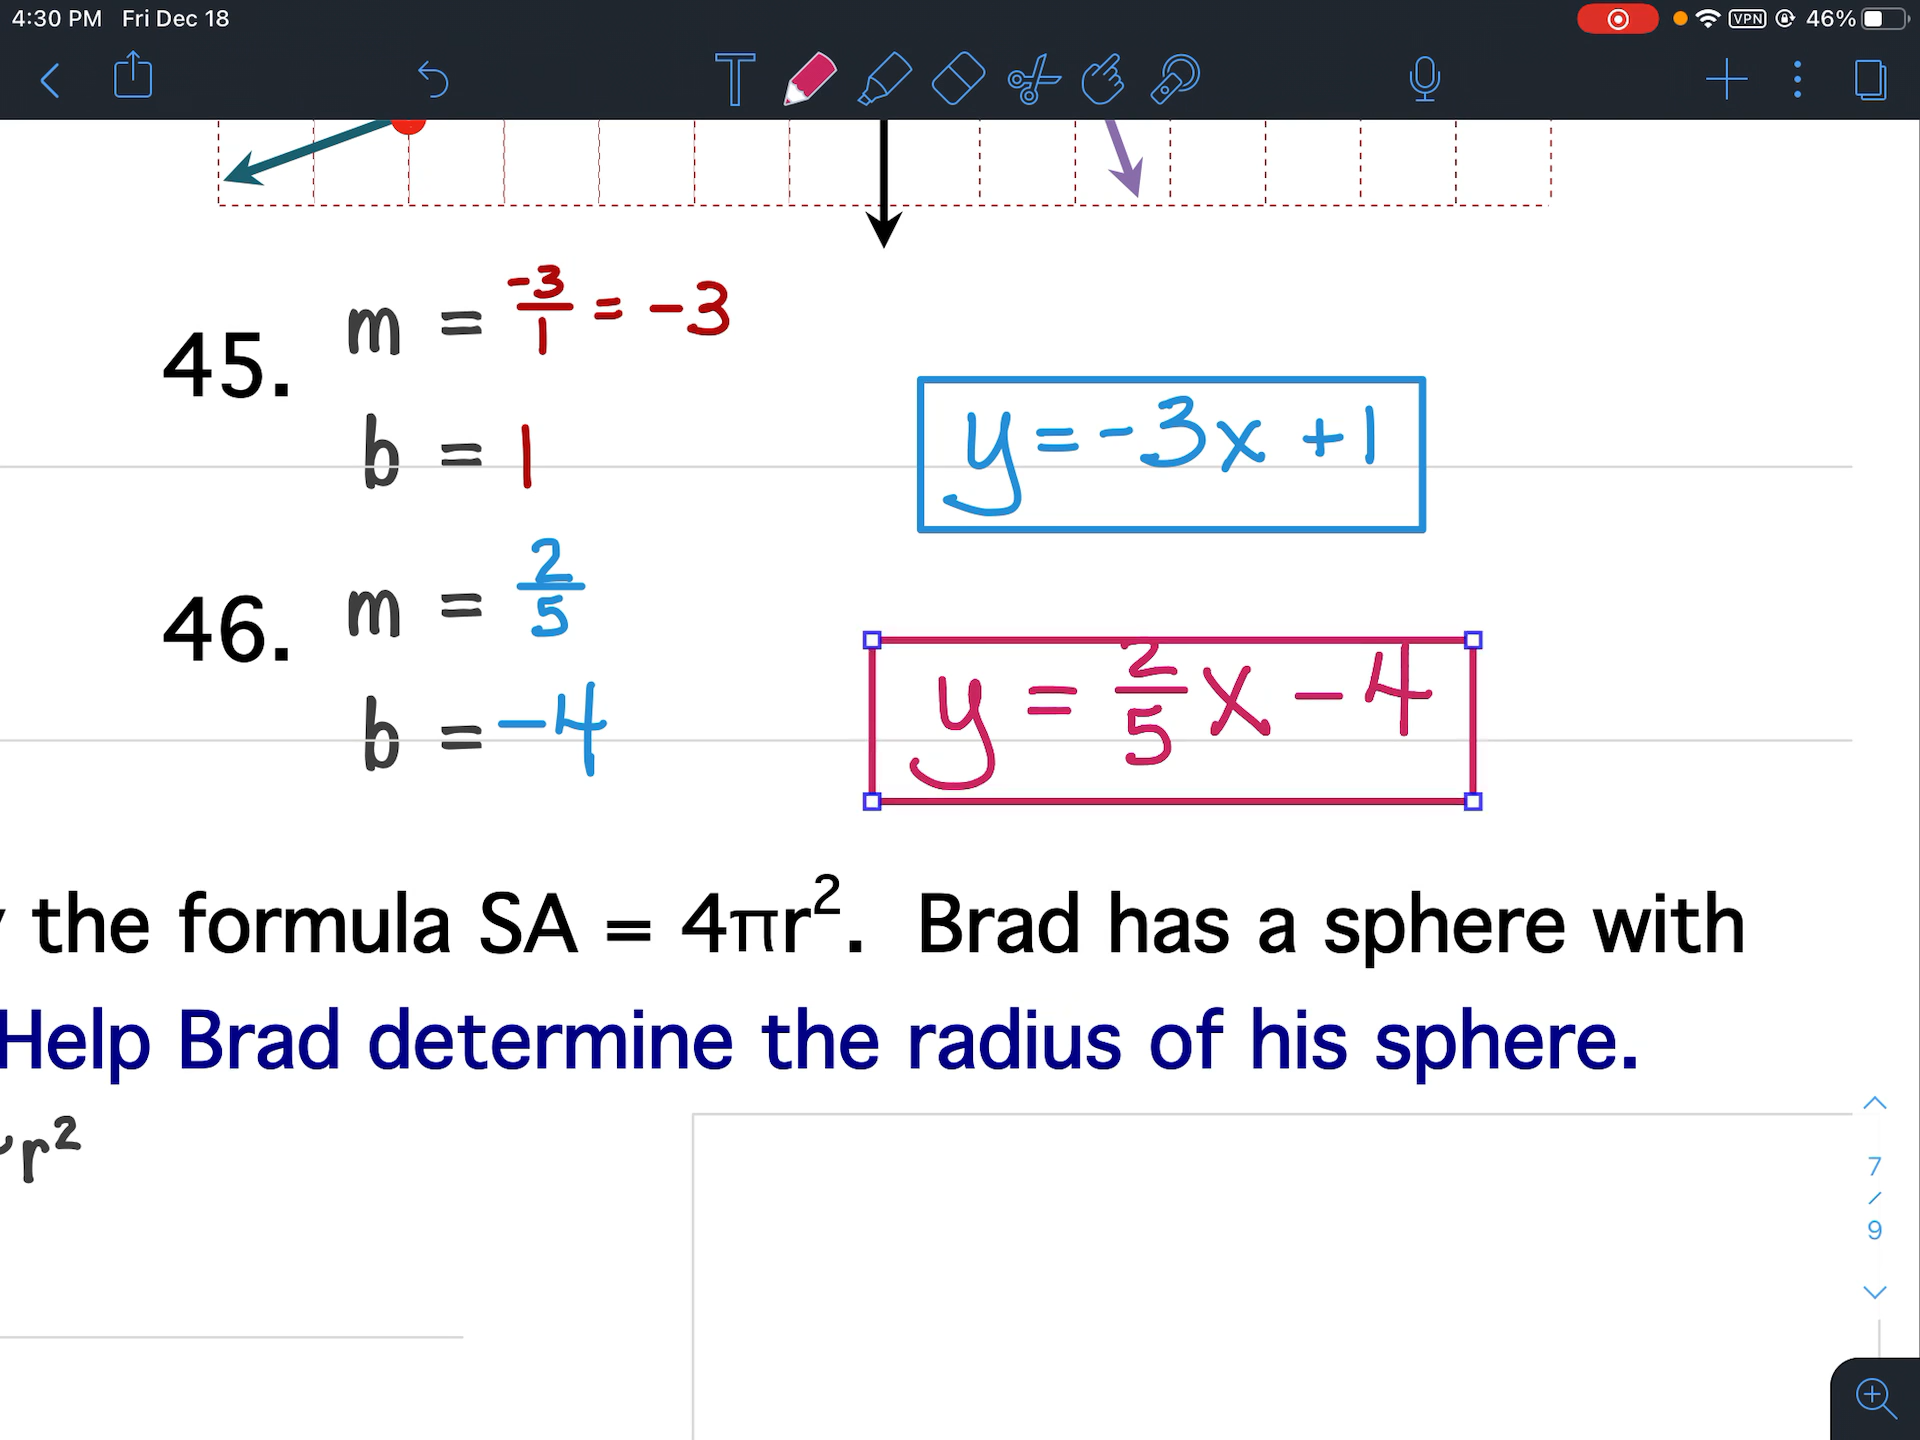 4:30 PM Fri Dec 18
VPN 46%
T
45. m = -3/1 = -3
b = 1
y = -3x + 1
46. m = 2/5
b = -4
y = 2/5 x - 4
the formula SA = 4πr². Brad has a sphere with
Help Brad determine the radius of his sphere.
r²
7
/
9